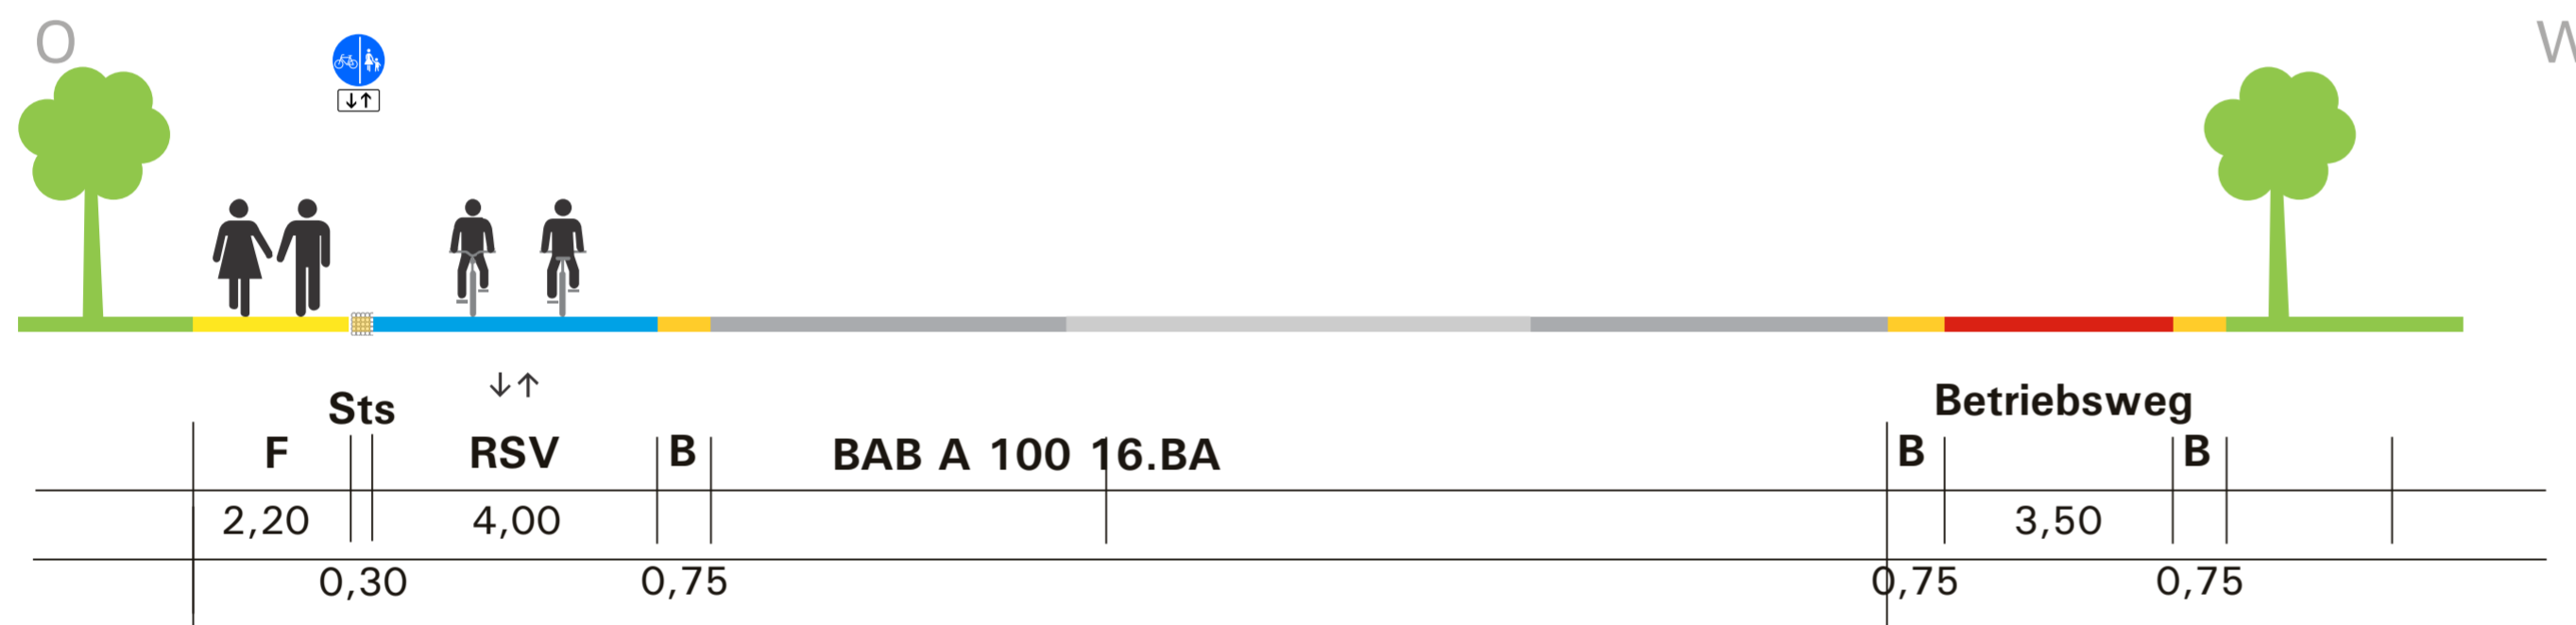 O W
Sts Betriebsweg
F RSV B BAB A 100 16.BA B B
2,20 4,00 3,50
0,30 0,75 0,75 0,75